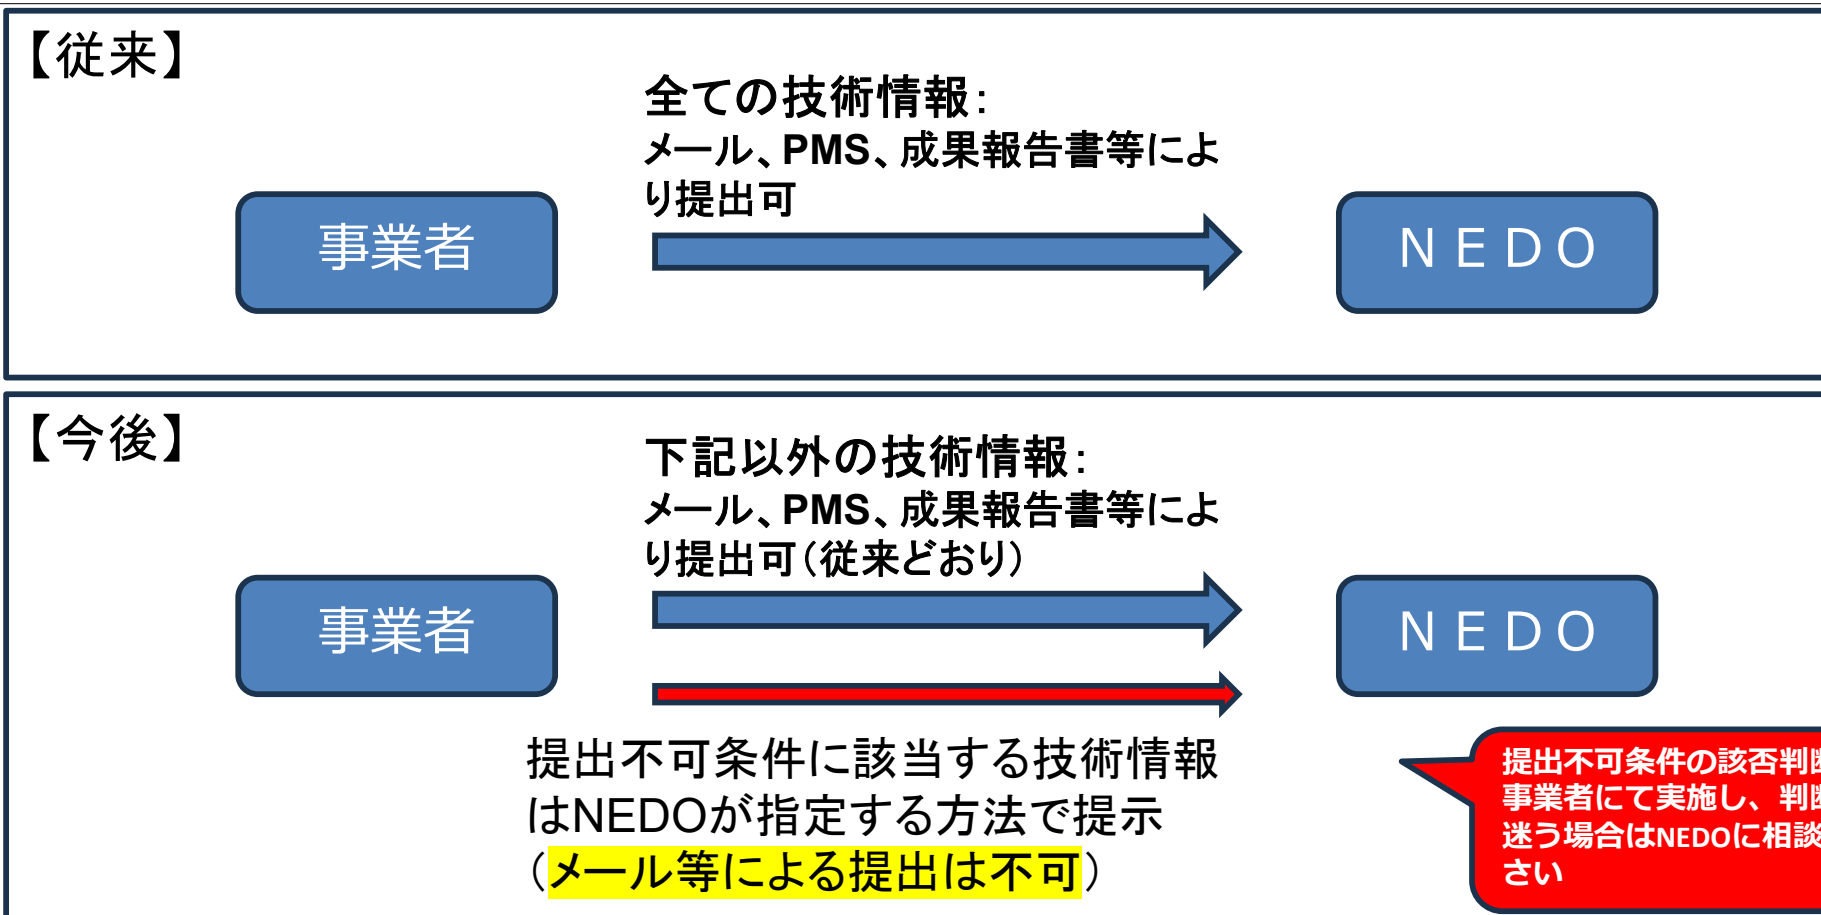 【従来】
全ての技術情報：
メール、PMS、成果報告書等によ
り提出可
事業者
ＮＥＤＯ
【今後】
下記以外の技術情報：
メール、PMS、成果報告書等によ
り提出可（従来どおり）
事業者
ＮＥＤＯ
提出不可条件に該当する技術情報
はNEDOが指定する方法で提示
（メール等による提出は不可）
提出不可条件の該否判
事業者にて実施し、判
迷う場合はNEDOに相談
さい